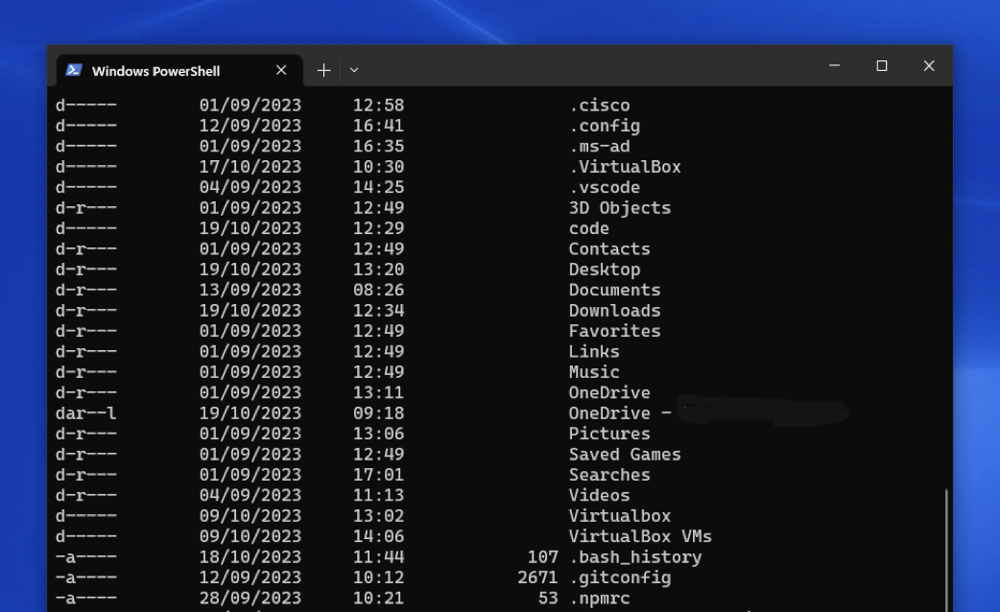 Windows PowerShell
d----- 01/09/2023 12:58 .cisco
d----- 12/09/2023 16:41 .config
d----- 01/09/2023 16:35 .ms-ad
d----- 17/10/2023 10:30 .VirtualBox
d----- 04/09/2023 14:25 .vscode
d-r--- 01/09/2023 12:49 3D Objects
d----- 19/10/2023 12:29 code
d-r--- 01/09/2023 12:49 Contacts
d-r--- 19/10/2023 13:20 Desktop
d-r--- 13/09/2023 08:26 Documents
d-r--- 19/10/2023 12:34 Downloads
d-r--- 01/09/2023 12:49 Favorites
d-r--- 01/09/2023 12:49 Links
d-r--- 01/09/2023 12:49 Music
d-r--- 01/09/2023 13:11 OneDrive
dar--l 19/10/2023 09:18 OneDrive -
d-r--- 01/09/2023 13:06 Pictures
d-r--- 01/09/2023 12:49 Saved Games
d-r--- 01/09/2023 17:01 Searches
d-r--- 04/09/2023 11:13 Videos
d----- 09/10/2023 13:02 Virtualbox
d----- 09/10/2023 14:06 VirtualBox VMs
-a---- 18/10/2023 11:44 107 .bash_history
-a---- 12/09/2023 10:12 2671 .gitconfig
-a---- 28/09/2023 10:21 53 .npmrc